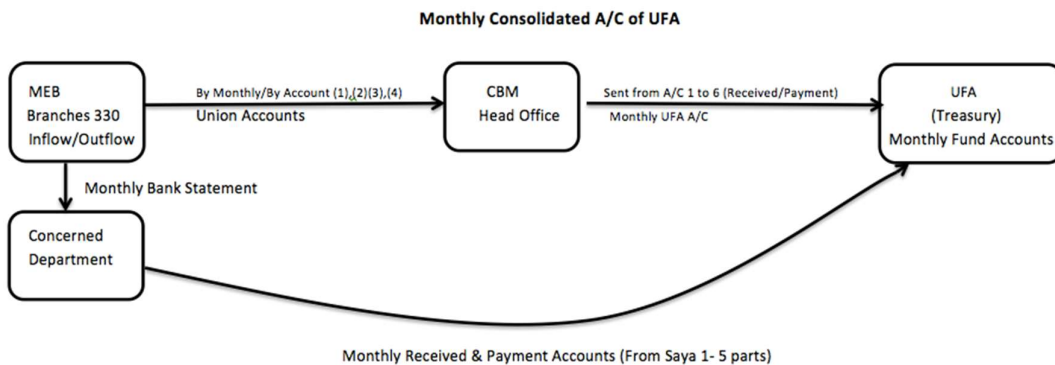 Monthly Consolidated A/C of UFA
MEB
Branches 330
Inflow/Outflow
By Monthly/By Account (1),(2)(3),(4)
Union Accounts
CBM
Head Office
Sent from A/C 1 to 6 (Received/Payment)
Monthly UFA A/C
UFA
(Treasury)
Monthly Fund Accounts
Monthly Bank Statement
Concerned
Department
Monthly Received & Payment Accounts (From Saya 1- 5 parts)